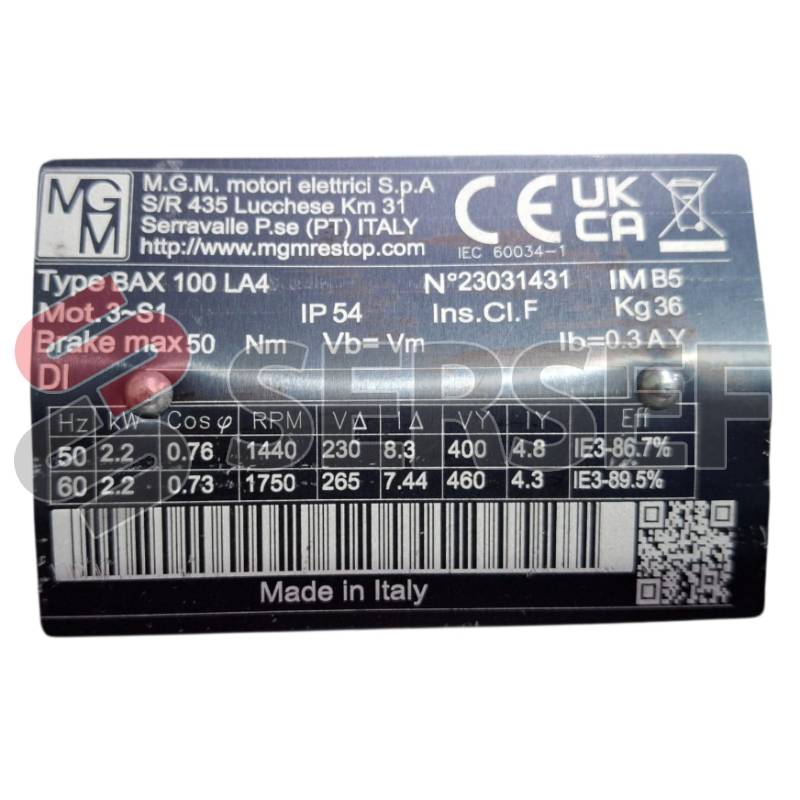 MGM
M.G.M. motori elettrici S.p.A
S/R 435 Lucchese Km 31
Serravalle P.se (PT) ITALY
http://www.mgmrestop.com
CE UK CA
IEC 60034-1
Type BAX 100 LA4 N°23031431 IM B5
Mot. 3~S1 IP 54 Ins.Cl.F Kg 36
Brake max 50 Nm Vb= Vm Ib=0.3 A Y
DI
SERSEF
Hz kW Cos φ RPM V∆ I∆ VY IY Eff
50 2.2 0.76 1440 230 8.3 400 4.8 IE3-86.7%
60 2.2 0.73 1750 265 7.44 460 4.3 IE3-89.5%
Made in Italy